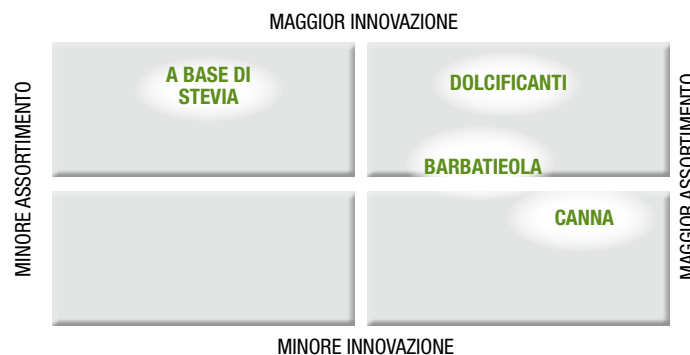 MAGGIOR INNOVAZIONE
MINORE ASSORTIMENTO
A BASE DI
STEVIA
DOLCIFICANTI
BARBATIEOLA
CANNA
MAGGIOR ASSORTIMENTO
MINORE INNOVAZIONE